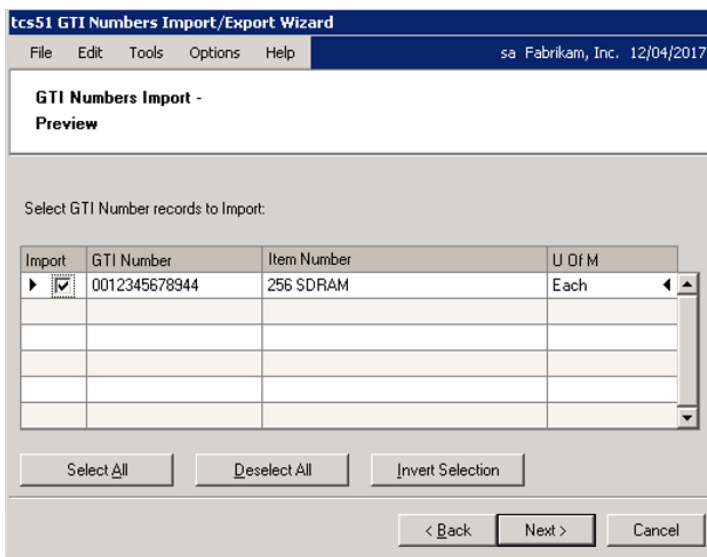 tcs51 GTI Numbers Import/Export Wizard
File Edit Tools Options Help sa Fabrikam, Inc. 12/04/2017
GTI Numbers Import -
Preview
Select GTI Number records to Import:
Import GTI Number Item Number U Of M
0012345678944 256 SDRAM Each
Select All Deselect All Invert Selection
< Back Next > Cancel